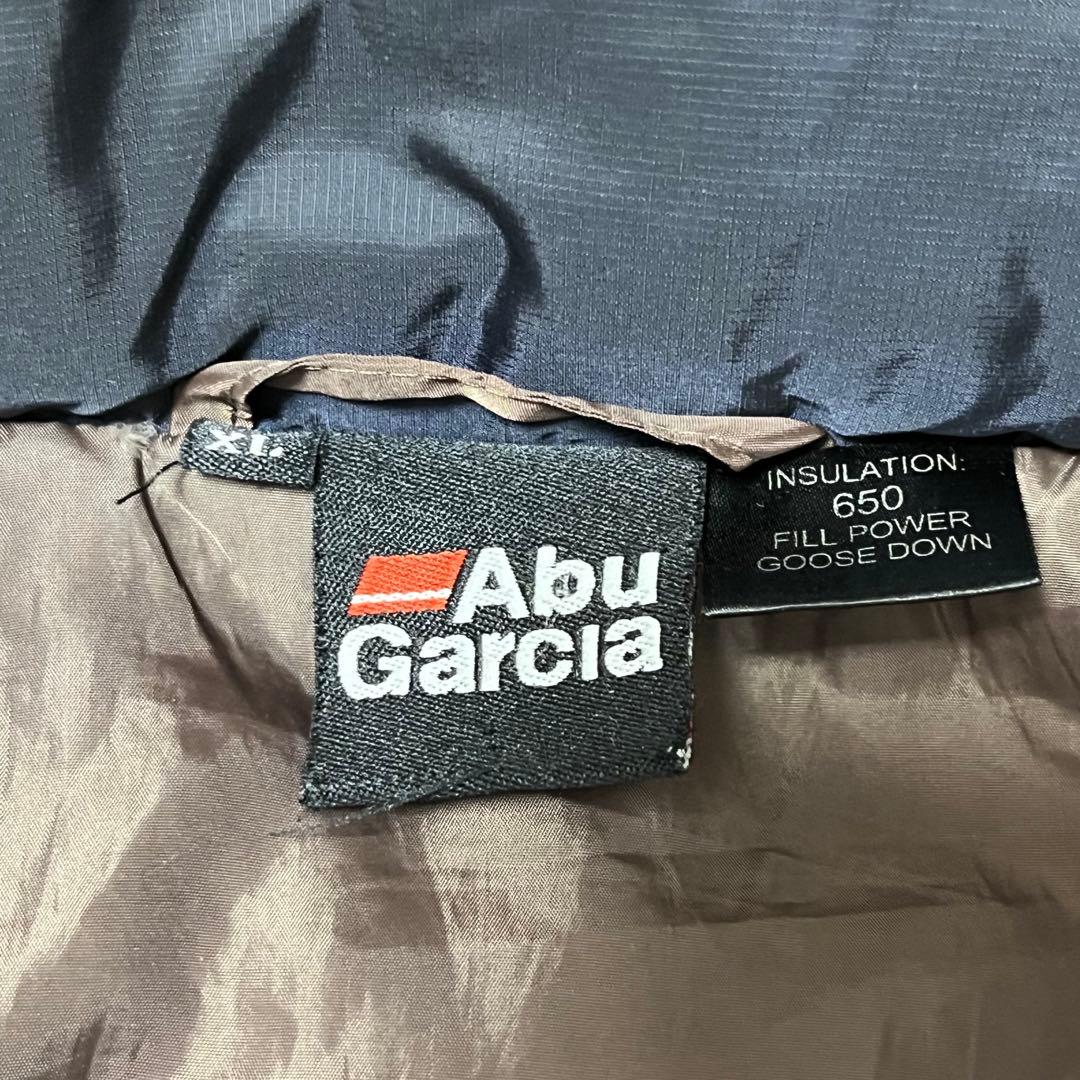 XL
Abu
Garcia
INSULATION:
650
FILL POWER
GOOSE DOWN